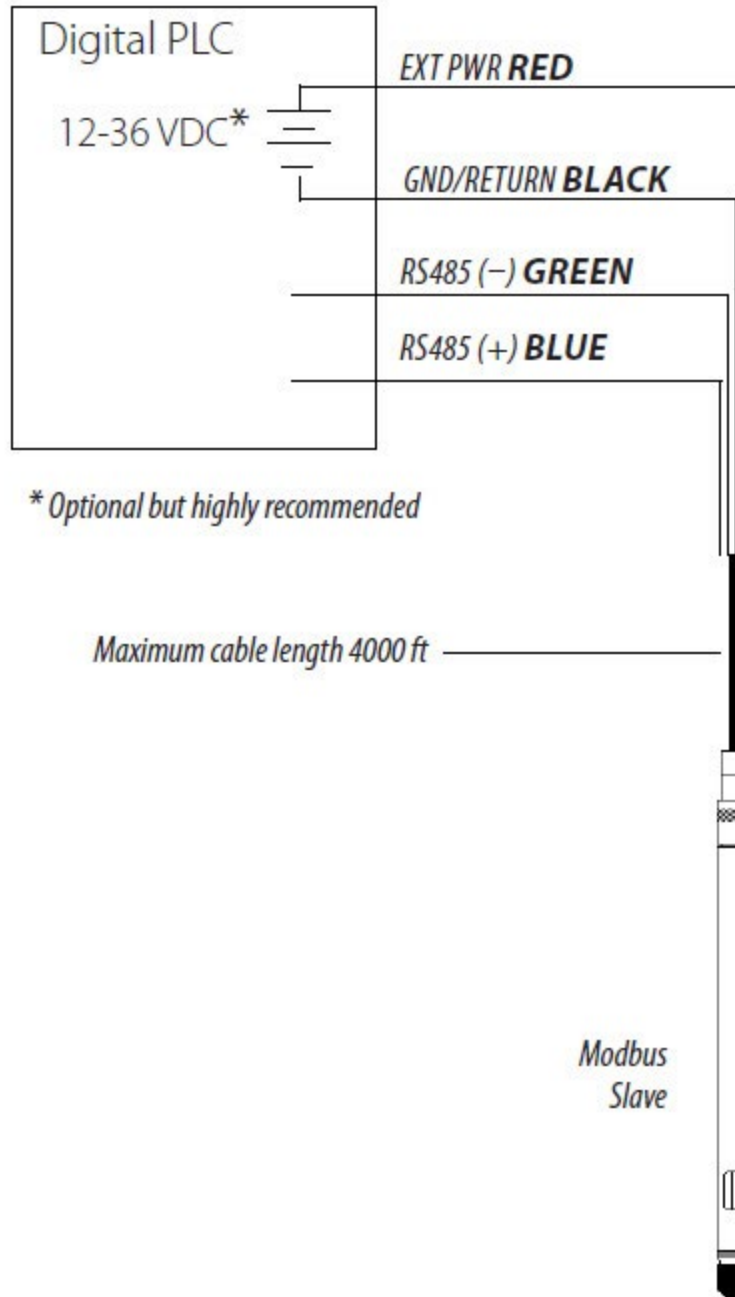 Digital PLC
12-36 VDC*
EXT PWR RED
GND/RETURN BLACK
RS485 (−) GREEN
RS485 (+) BLUE
* Optional but highly recommended
Maximum cable length 4000 ft
Modbus
Slave